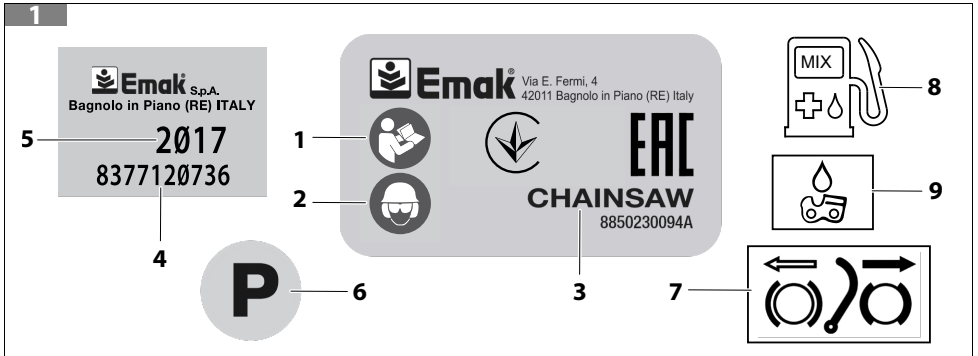 1
Emak S.p.A.
Bagnolo in Piano (RE) ITALY
5
2017
8377120736
4
P
6
Emak®
Via E. Fermi, 4
42011 Bagnolo in Piano (RE) Italy
1
2
EAC
CHAINSAW
8850230094A
3
MIX
8
9
7